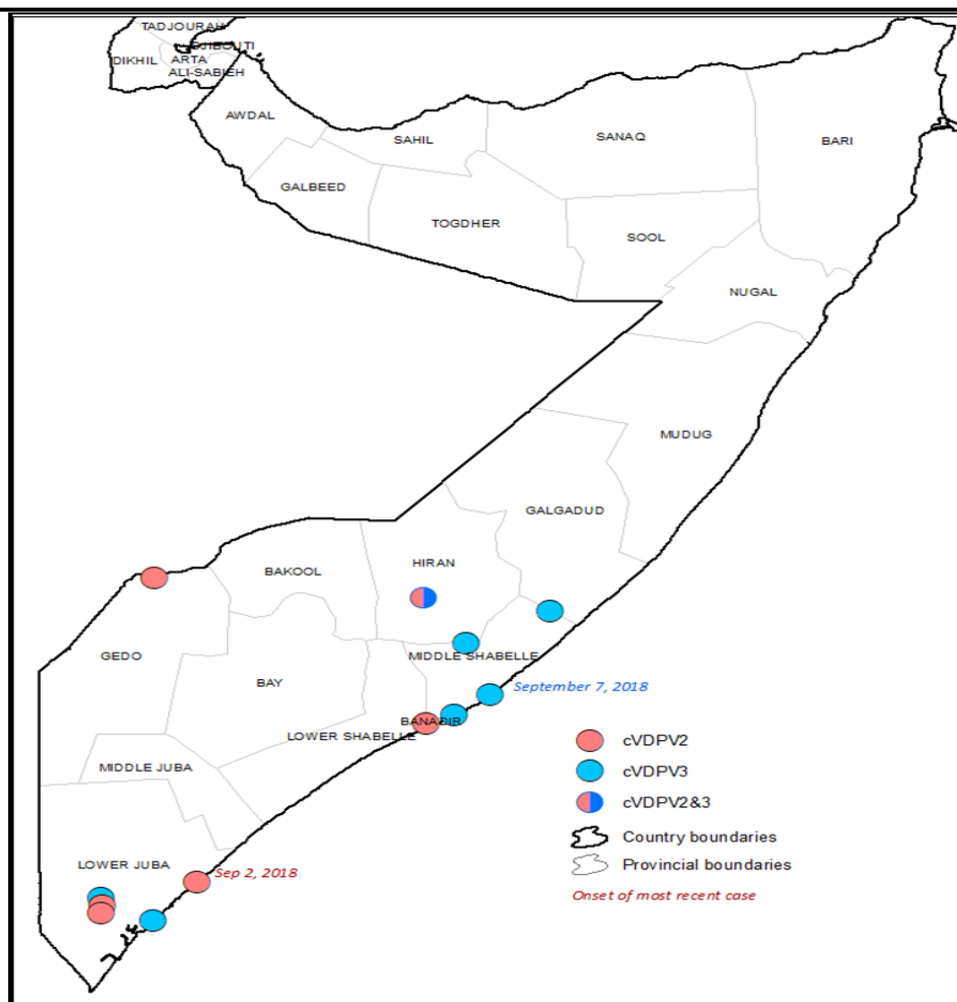 TADJOURAH
DJIBOUTI
DIKHIL
ARTA
ALI-SABIEH
AWDAL
SAHIL
SANAQ
BARI
GALBEED
TOGDHER
SOOL
NUGAL
MUDUG
GALGADUD
HIRAN
BAKOOL
GEDO
MIDDLE SHABELLE
BAY
September 7, 2018
BANADIR
LOWER SHABELLE
cVDPV2
MIDDLE JUBA
cVDPV3
cVDPV2&3
Country boundaries
LOWER JUBA
Provincial boundaries
Sep 2, 2018
Onset of most recent case